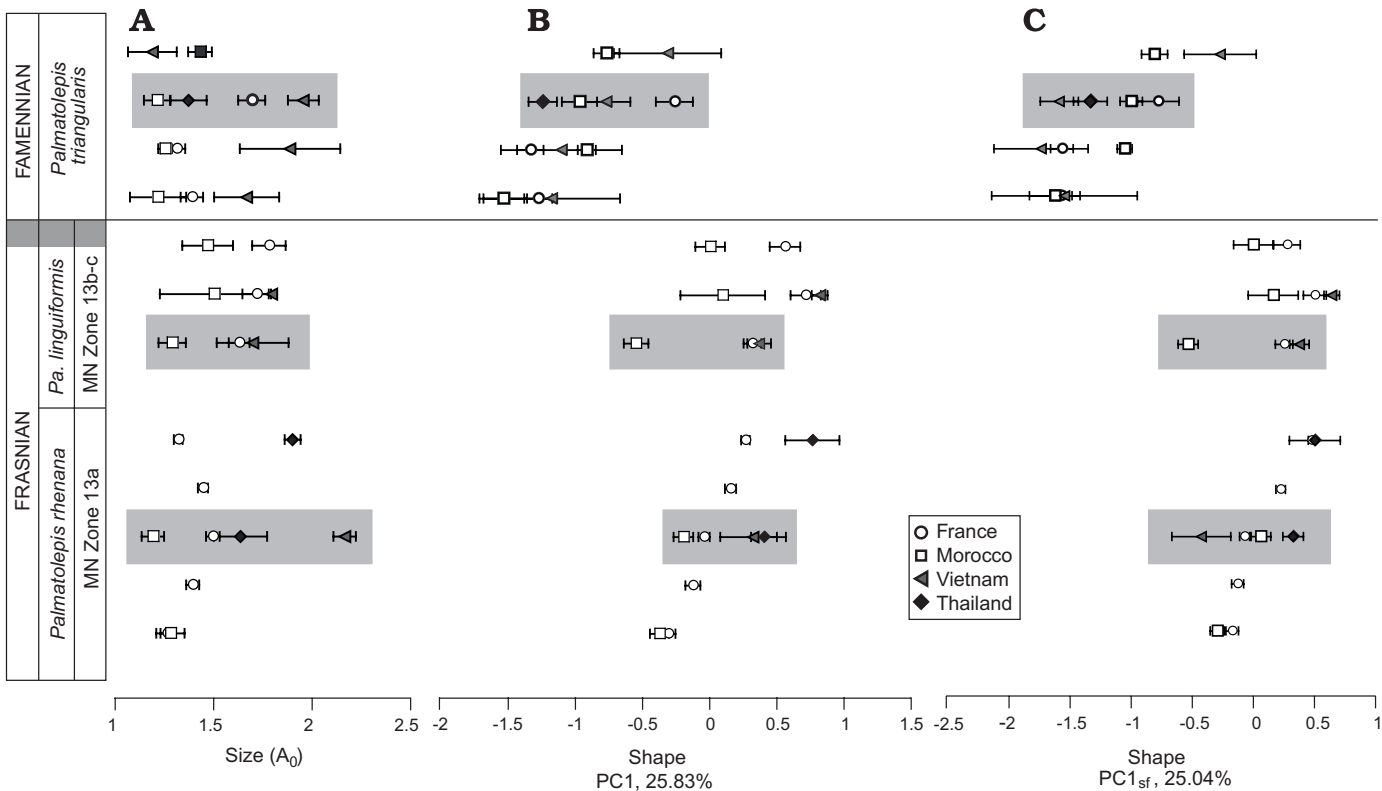 A
B
C
FAMENNIAN
Palmatolepis
triangularis
FRASNIAN
Pa. linguiformis
MN Zone 13b-c
Palmatolepis rhenana
MN Zone 13a
France
Morocco
Vietnam
Thailand
1 1.5 2 2.5
Size (A0)
-2 -1.5 -1 -0.5 0 0.5 1 1.5
Shape
PC1, 25.83%
-2.5 -2 -1.5 -1 -0.5 0 0.5 1
Shape
PC1sf , 25.04%